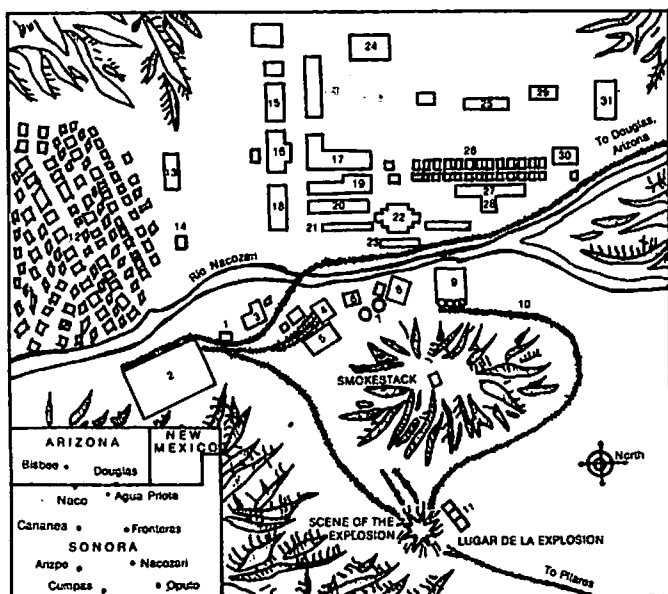 24
15
25
29
31
To Douglas,
Arizona
16
17
26
30
13
19
27
12
18
20
28
22
14
21
23
Rio Nacozari
9
8
6
7
10
3
4
1
5
2
SMOKESTACK
ARIZONA
NEW
MEXICO
Bisbee
Douglas
North
Naco
Agua Prieta
11
SCENE OF THE
EXPLOSION
LUGAR DE LA EXPLOSION
Cananea
Fronteras
SONORA
Arizpe
Nacozari
To Pilares
Cumpas
Oputo